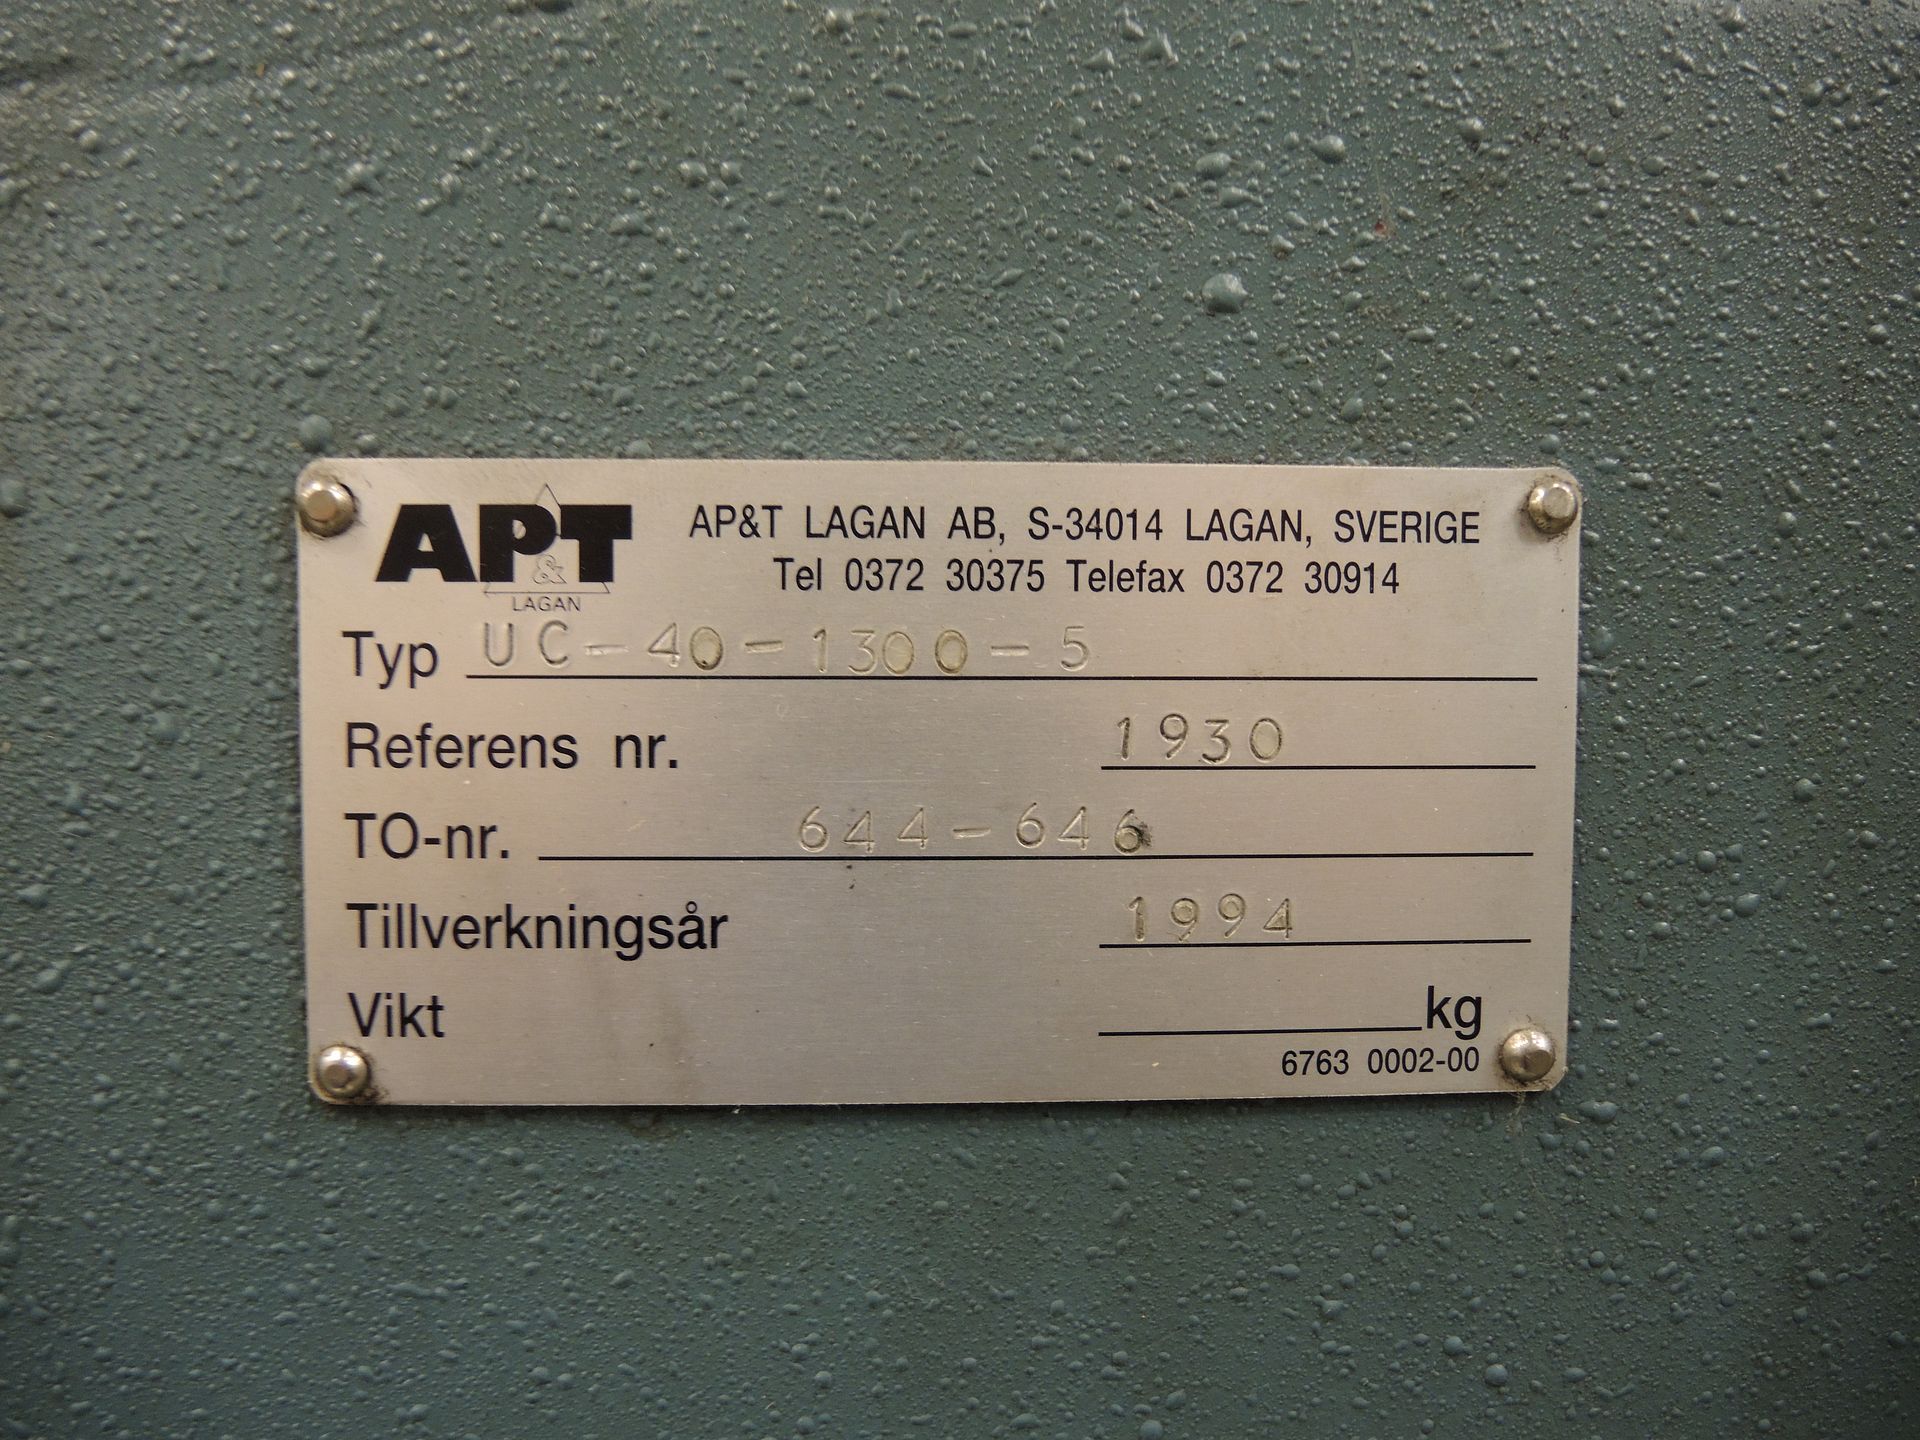 AP&T
LAGAN
AP&T LAGAN AB, S-34014 LAGAN, SVERIGE
Tel 0372 30375 Telefax 0372 30914
Typ UC-40-1300-5
Referens nr. 1930
TO-nr. 644-646
Tillverkningsår 1994
Vikt kg
6763 0002-00